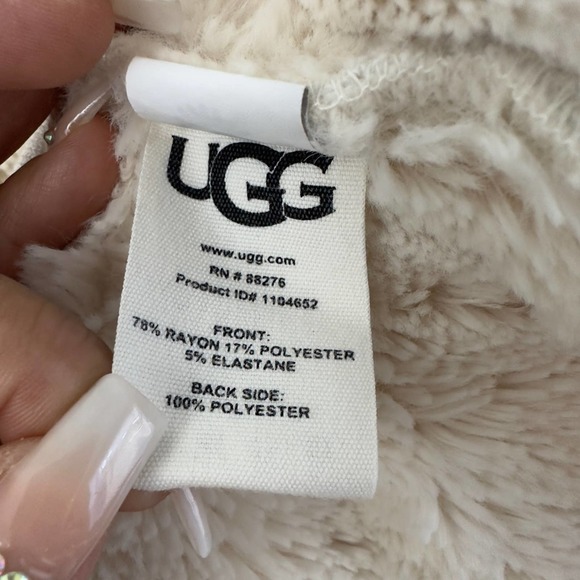 UGG
www.ugg.com
RN # 88276
Product ID# 1104652
FRONT:
78% RAYON 17% POLYESTER
5% ELASTANE
BACK SIDE:
100% POLYESTER